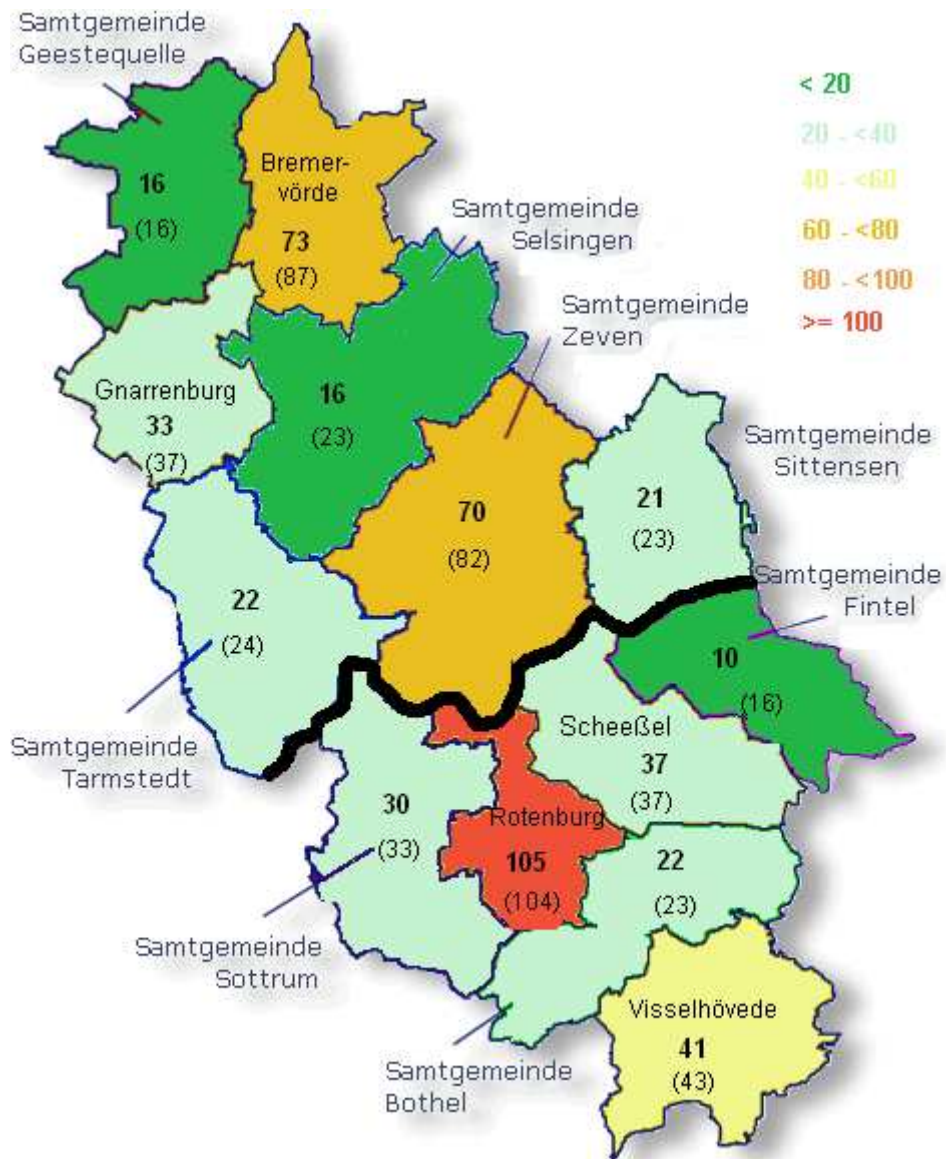 Samtgemeinde
Geestequelle
< 20
20 - <40
40 - <60
60 - <80
80 - <100
>= 100
Bremer-
vörde
73
(87)
16
(16)
Samtgemeinde
Selsingen
Samtgemeinde
Zeven
Gnarrenburg
33
(37)
16
(23)
Samtgemeinde
Sittensen
21
(23)
70
(82)
Samtgemeinde
Fintel
22
(24)
10
(16)
Samtgemeinde
Tarmstedt
Scheeßel
37
(37)
30
(33)
Rotenburg
105
(104)
22
(23)
Samtgemeinde
Sottrum
Visselhövede
41
(43)
Samtgemeinde
Bothel